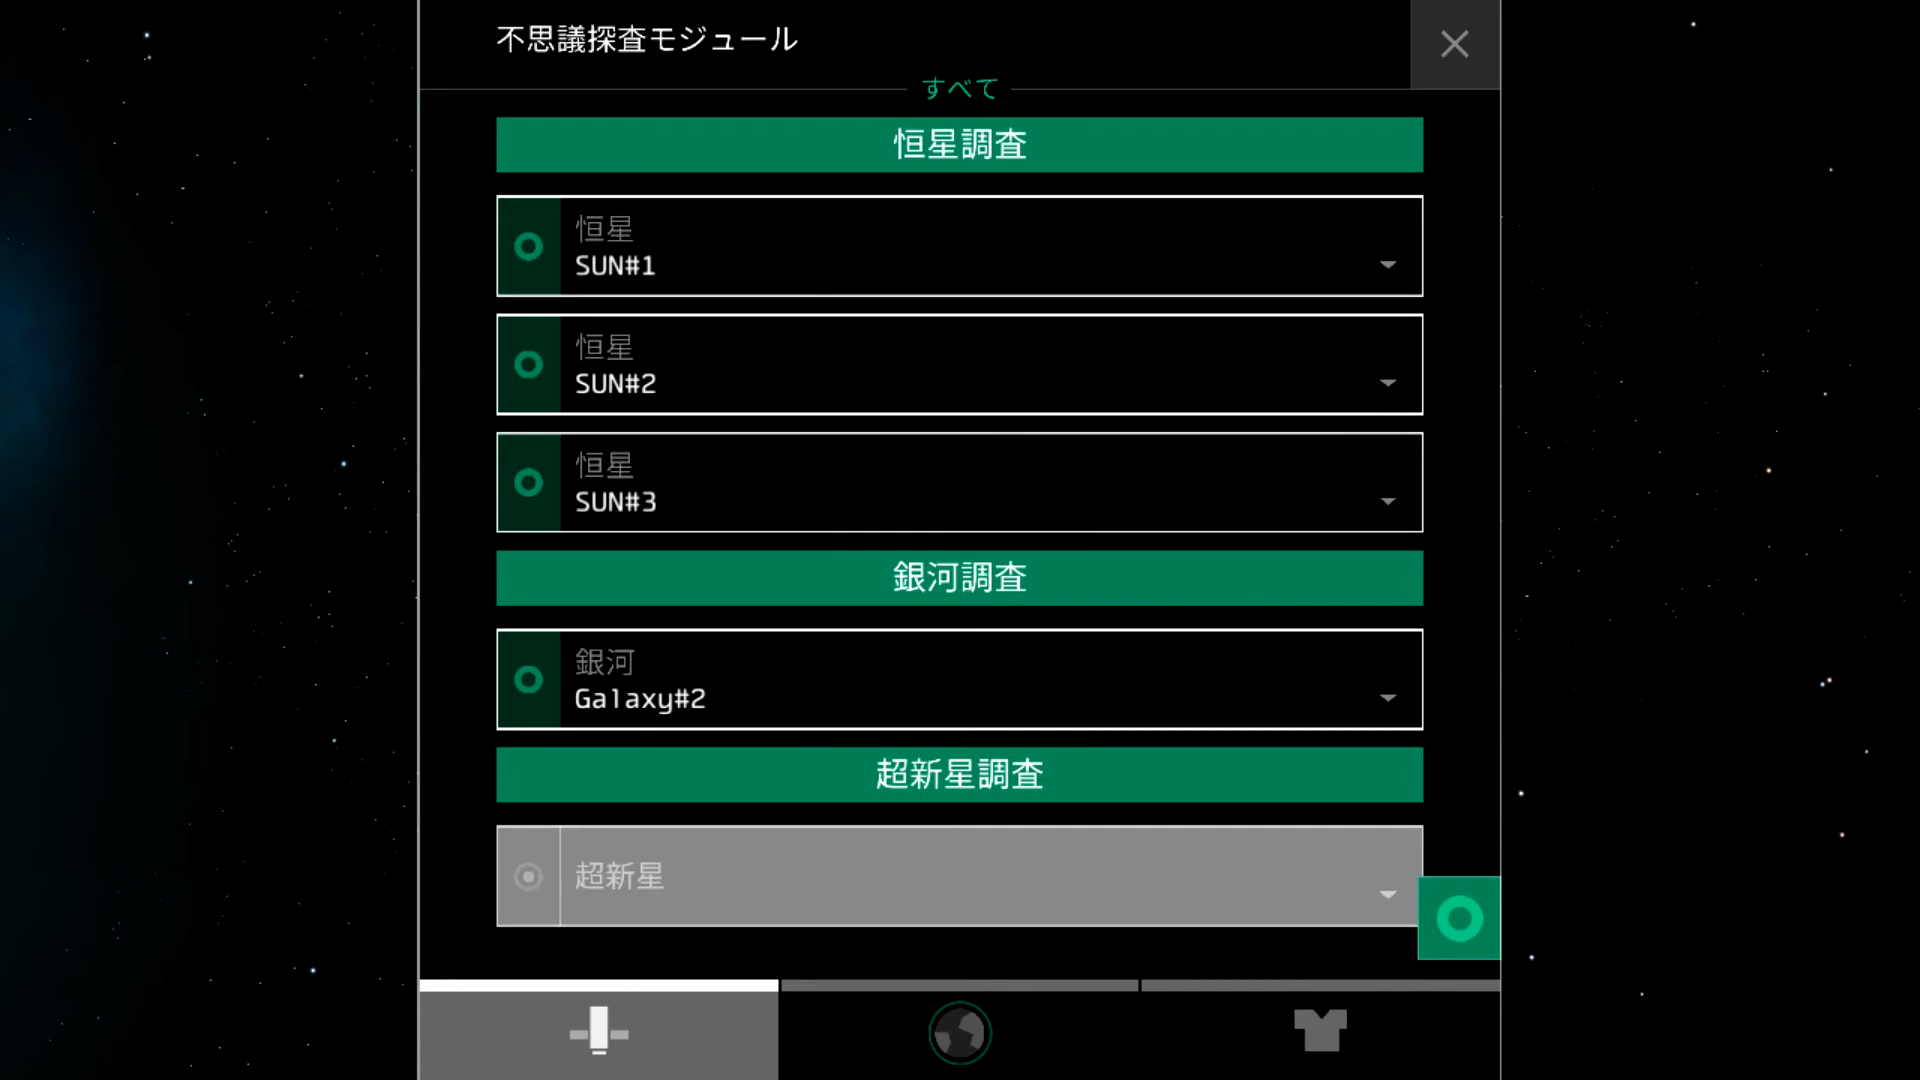 不思議探査モジュール
すべて
恒星調査
恒星
SUN#1
恒星
SUN#2
恒星
SUN#3
銀河調査
銀河
Galaxy#2
超新星調査
超新星